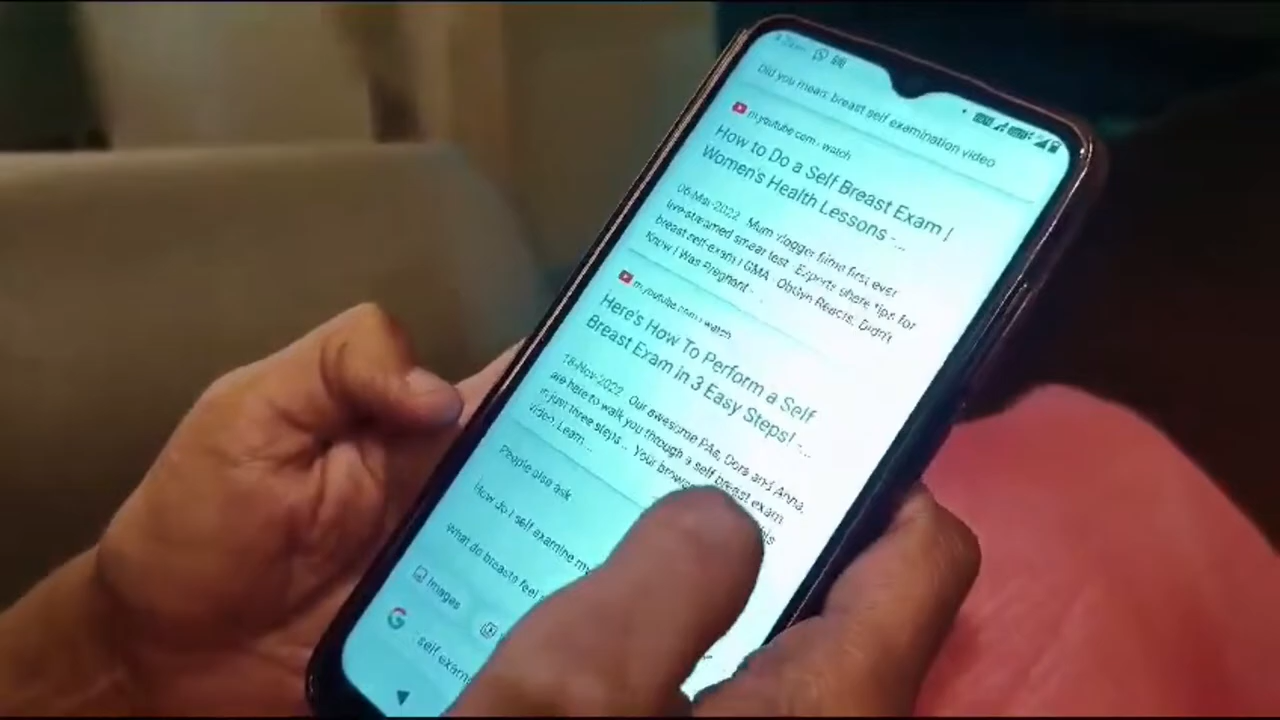 Did you mean: breast self examination video
m.youtube.com › watch
How to Do a Self Breast Exam |
Women's Health Lessons -...
06-Mar-2022 Mum vlogger films first ever
live-streamed smear test. Experts share tips for
breast self-exam | GMA · ObGyn Reacts, Didn't
Know I Was Pregnant -
m.youtube.com › watch
Here's How To Perform a Self
Breast Exam in 3 Easy Steps! -...
18-Nov-2022 Our awesome PAs, Dora and Anna,
are here to walk you through a self breast exam
in just three steps... Your
video. Learn...
People also ask
How do I self examine my
What do breasts feel
Images
self exam